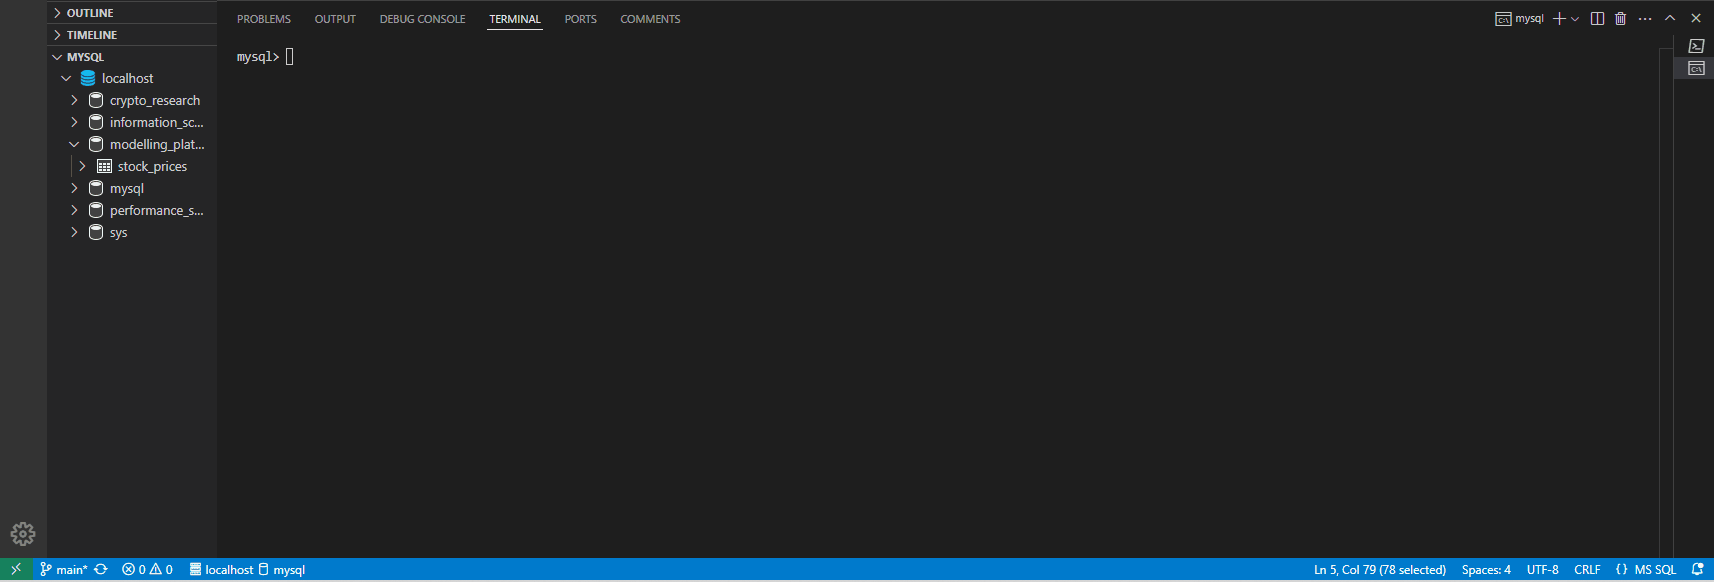 OUTLINE
TIMELINE
MYSQL
localhost
crypto_research
information_sc...
modelling_plat...
stock_prices
mysql
performance_s...
sys
PROBLEMS OUTPUT DEBUG CONSOLE TERMINAL PORTS COMMENTS
mysql
mysql>
main* 0 0 localhost mysql
Ln 5, Col 79 (78 selected) Spaces: 4 UTF-8 CRLF {} MS SQL